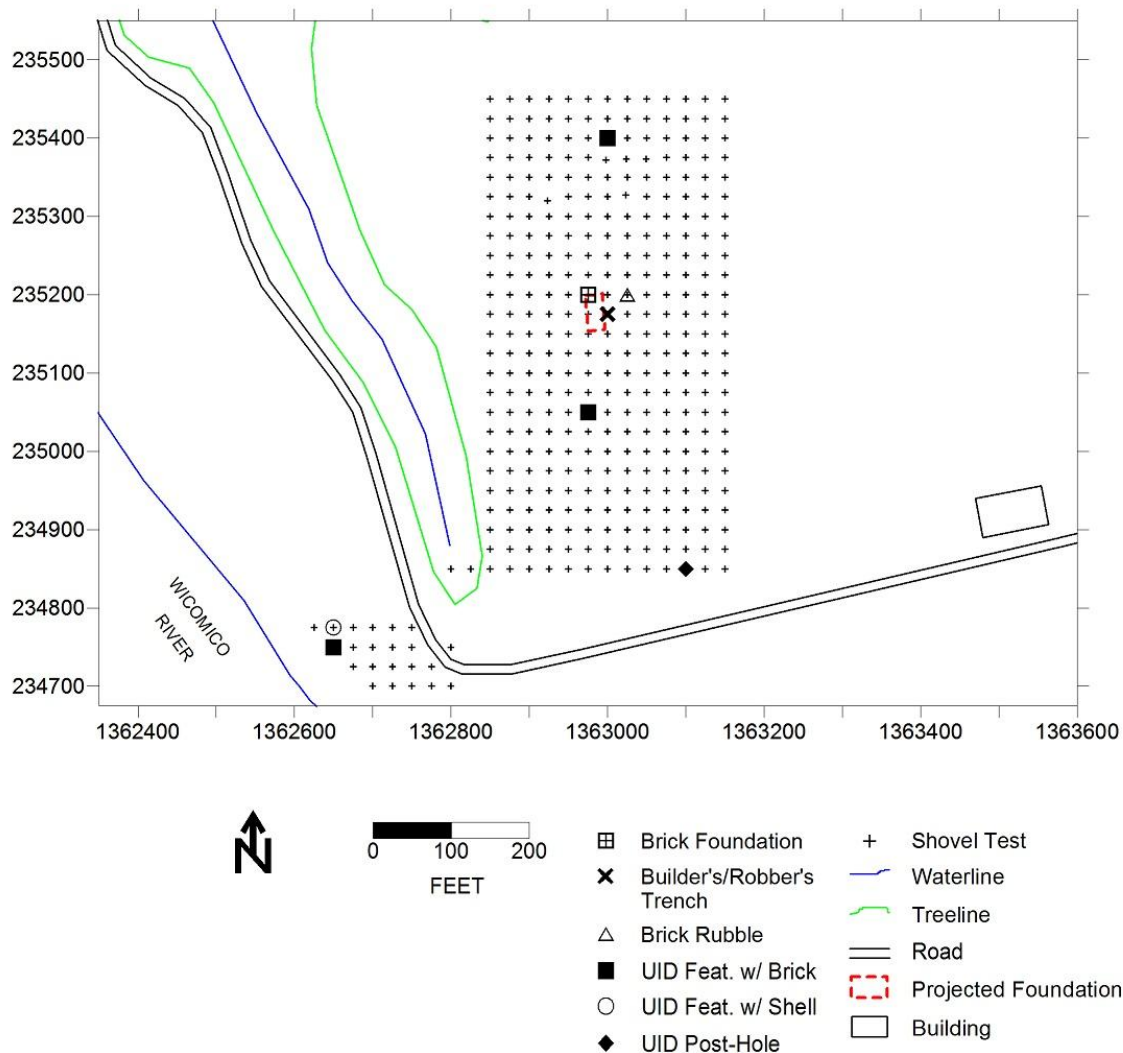 235500
235400
235300
235200
235100
235000
234900
234800
234700
WICOMICO
RIVER
1362400
1362600
1362800
1363000
1363200
1363400
1363600
N
0 100 200
FEET
Brick Foundation
Builder's/Robber's
Trench
Brick Rubble
UID Feat. w/ Brick
UID Feat. w/ Shell
UID Post-Hole
Shovel Test
Waterline
Treeline
Road
Projected Foundation
Building